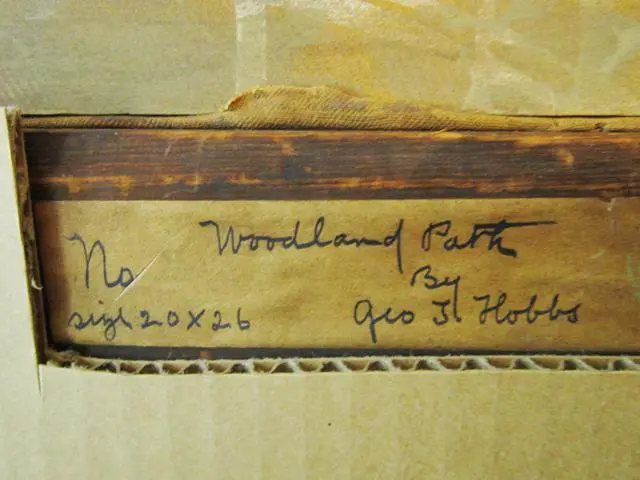 Woodland Path
No
By
size 20 X 26
Geo T. Hobbs